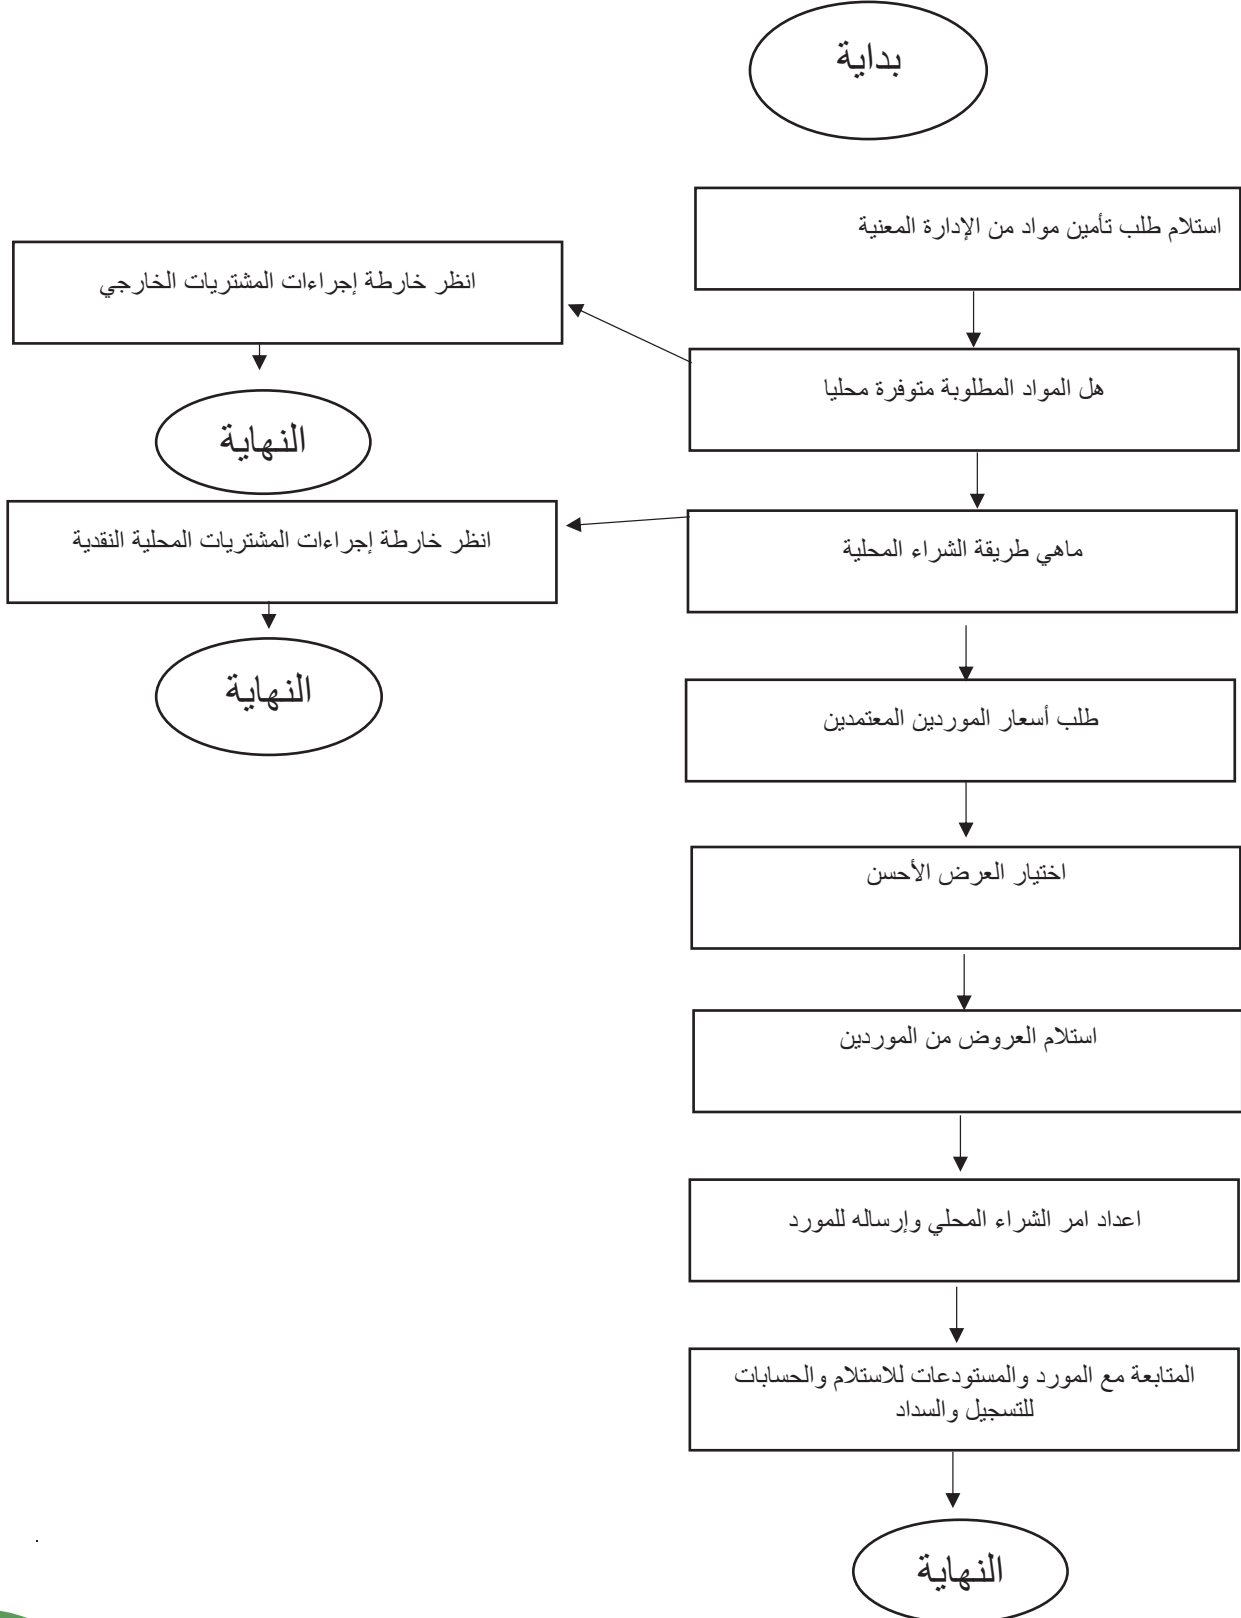 بداية
استلام طلب تأمين مواد من الإدارة المعنية
انظر خارطة إجراءات المشتريات الخارجي
هل المواد المطلوبة متوفرة محليا
النهاية
انظر خارطة إجراءات المشتريات المحلية النقدية
ماهي طريقة الشراء المحلية
النهاية
طلب أسعار الموردين المعتمدين
اختيار العرض الأحسن
استلام العروض من الموردين
اعداد امر الشراء المحلي وإرساله للمورد
المتابعة مع المورد والمستودعات للاستلام والحسابات
للتسجيل والسداد
النهاية